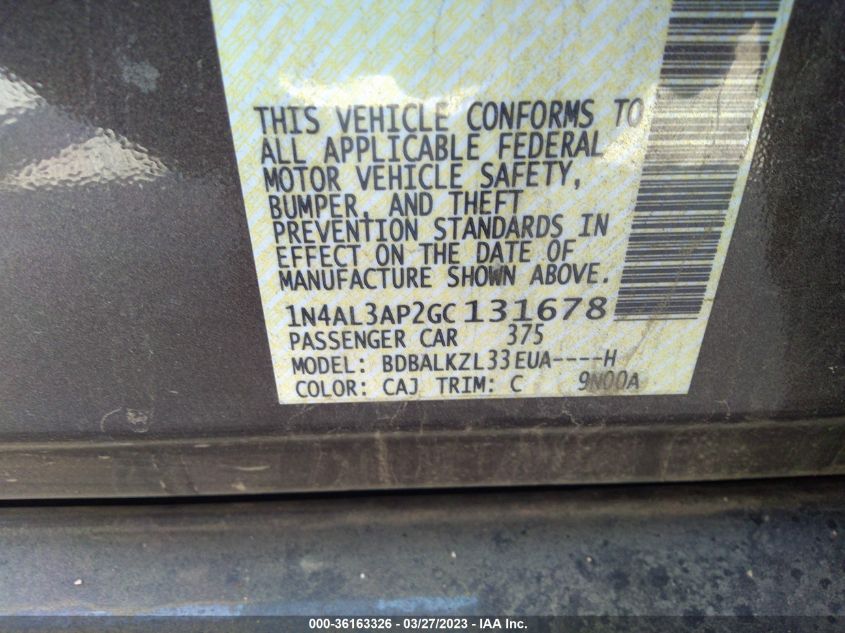 THIS VEHICLE CONFORMS TO
ALL APPLICABLE FEDERAL
MOTOR VEHICLE SAFETY,
BUMPER, AND THEFT
PREVENTION STANDARDS IN
EFFECT ON THE DATE OF
MANUFACTURE SHOWN ABOVE.
1N4AL3AP2GC131678
PASSENGER CAR 375
MODEL: BDBALKZL33EUA----H
COLOR: CAJ TRIM: C 9N00A
000-36163326 - 03/27/2023 - IAA Inc.